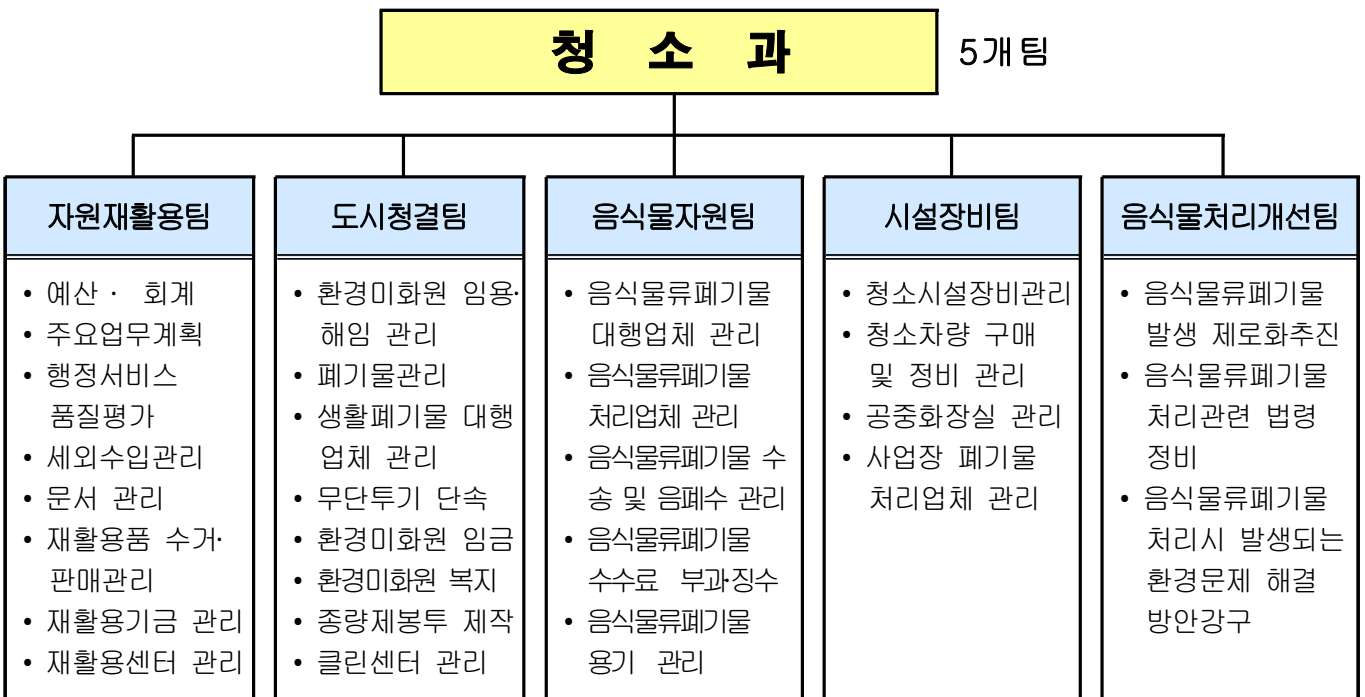 청 소 과
5개팀
자원재활용팀
• 예산 · 회계
• 주요업무계획
• 행정서비스
품질평가
• 세외수입관리
• 문서 관리
• 재활용품 수거·
판매관리
• 재활용기금 관리
• 재활용센터 관리
도시청결팀
• 환경미화원 임용·
해임 관리
• 폐기물관리
• 생활폐기물 대행
업체 관리
• 무단투기 단속
• 환경미화원 임금
• 환경미화원 복지
• 종량제봉투 제작
• 클린센터 관리
음식물자원팀
• 음식물류폐기물
대행업체 관리
• 음식물류폐기물
처리업체 관리
• 음식물류폐기물 수
송 및 음폐수 관리
• 음식물류폐기물
수수료 부과·징수
• 음식물류폐기물
용기 관리
시설장비팀
• 청소시설장비관리
• 청소차량 구매
및 정비 관리
• 공중화장실 관리
• 사업장 폐기물
처리업체 관리
음식물처리개선팀
• 음식물류폐기물
발생 제로화추진
• 음식물류폐기물
처리관련 법령
정비
• 음식물류폐기물
처리시 발생되는
환경문제 해결
방안강구